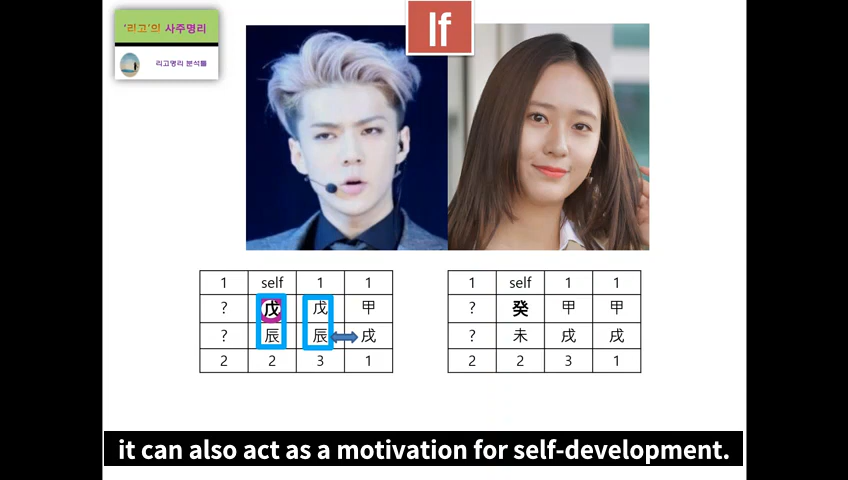 '리고'의 사주명리
리고명리 분석틀
If
1 self 1 1
? 戊 戊 甲
? 辰 辰 戌
2 2 3 1
1 self 1 1
? 癸 甲 甲
? 未 戌 戌
2 2 3 1
it can also act as a motivation for self-development.